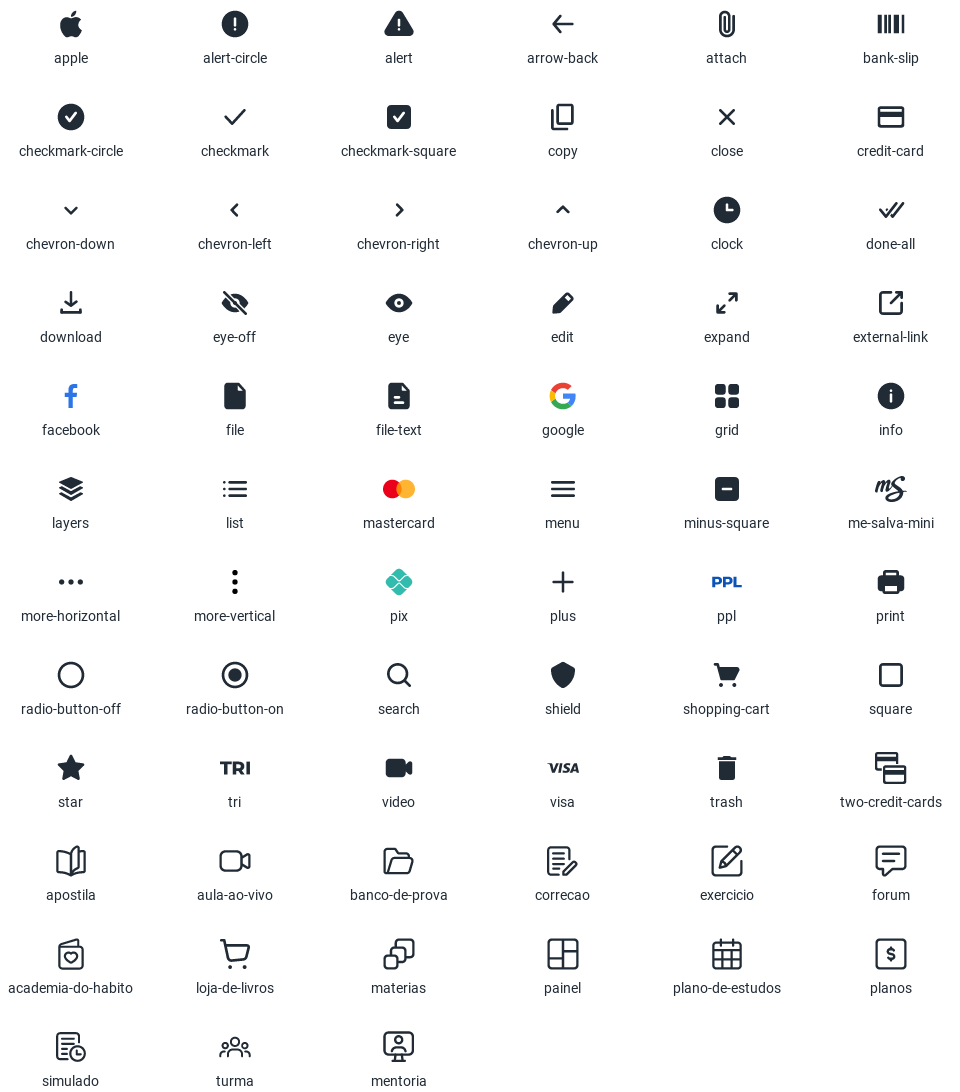 apple alert-circle alert arrow-back attach bank-slip
checkmark-circle checkmark checkmark-square copy close credit-card
chevron-down chevron-left chevron-right chevron-up clock done-all
download eye-off eye edit expand external-link
facebook file file-text google grid info
mS
layers list mastercard menu minus-square me-salva-mini
PPL
more-horizontal more-vertical pix plus ppl print
radio-button-off radio-button-on search shield shopping-cart square
TRI VISA
star tri video visa trash two-credit-cards
apostila aula-ao-vivo banco-de-prova correcao exercicio forum
$
academia-do-habito loja-de-livros materias painel plano-de-estudos planos
simulado turma mentoria